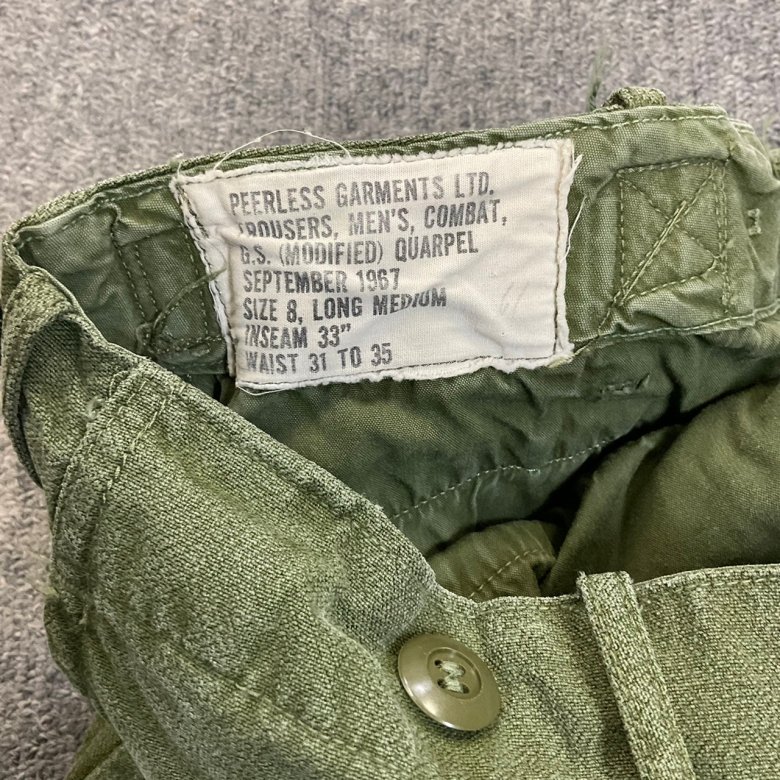 PEERLESS GARMENTS LTD.
TROUSERS, MEN'S, COMBAT,
G.S. (MODIFIED) QUARPEL
SEPTEMBER 1967
SIZE 8, LONG MEDIUM
INSEAM 33"
WAIST 31 TO 35